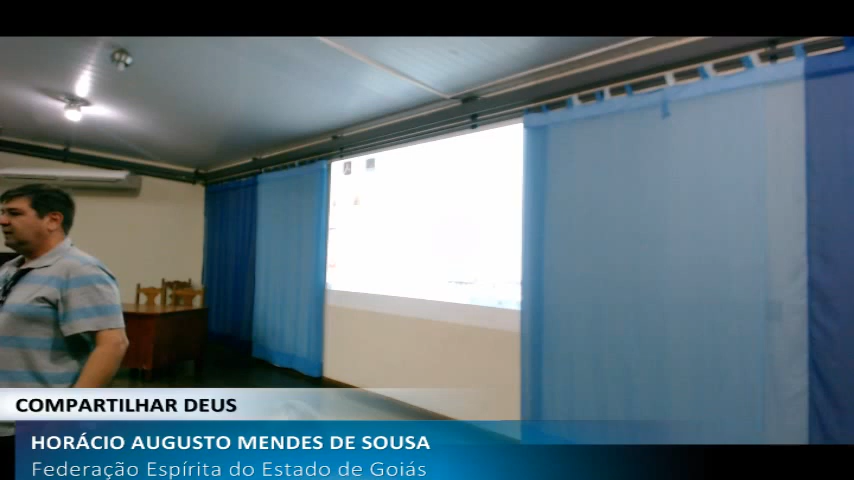 COMPARTILHAR DEUS
HORÁCIO AUGUSTO MENDES DE SOUSA
Federação Espírita do Estado de Goiás